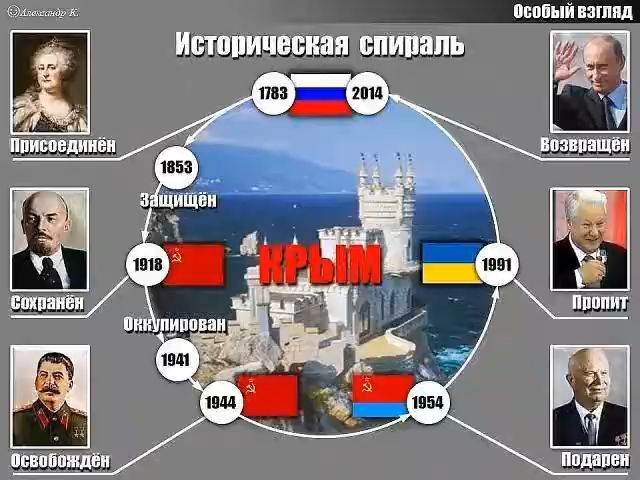 Александр К.
Особый взгляд
Историческая спираль
1783
2014
Присоединён
Возвращён
1853
Защищён
1918
КРЫМ
1991
Сохранён
Пропит
Оккупирован
1941
1944
1954
Освобождён
Подарен